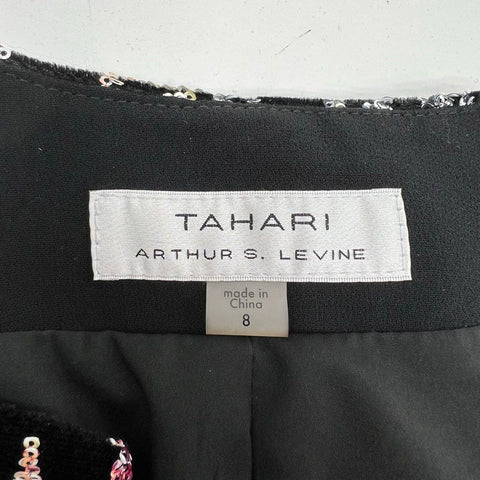 TAHARI
ARTHUR S. LEVINE
made in
China
8